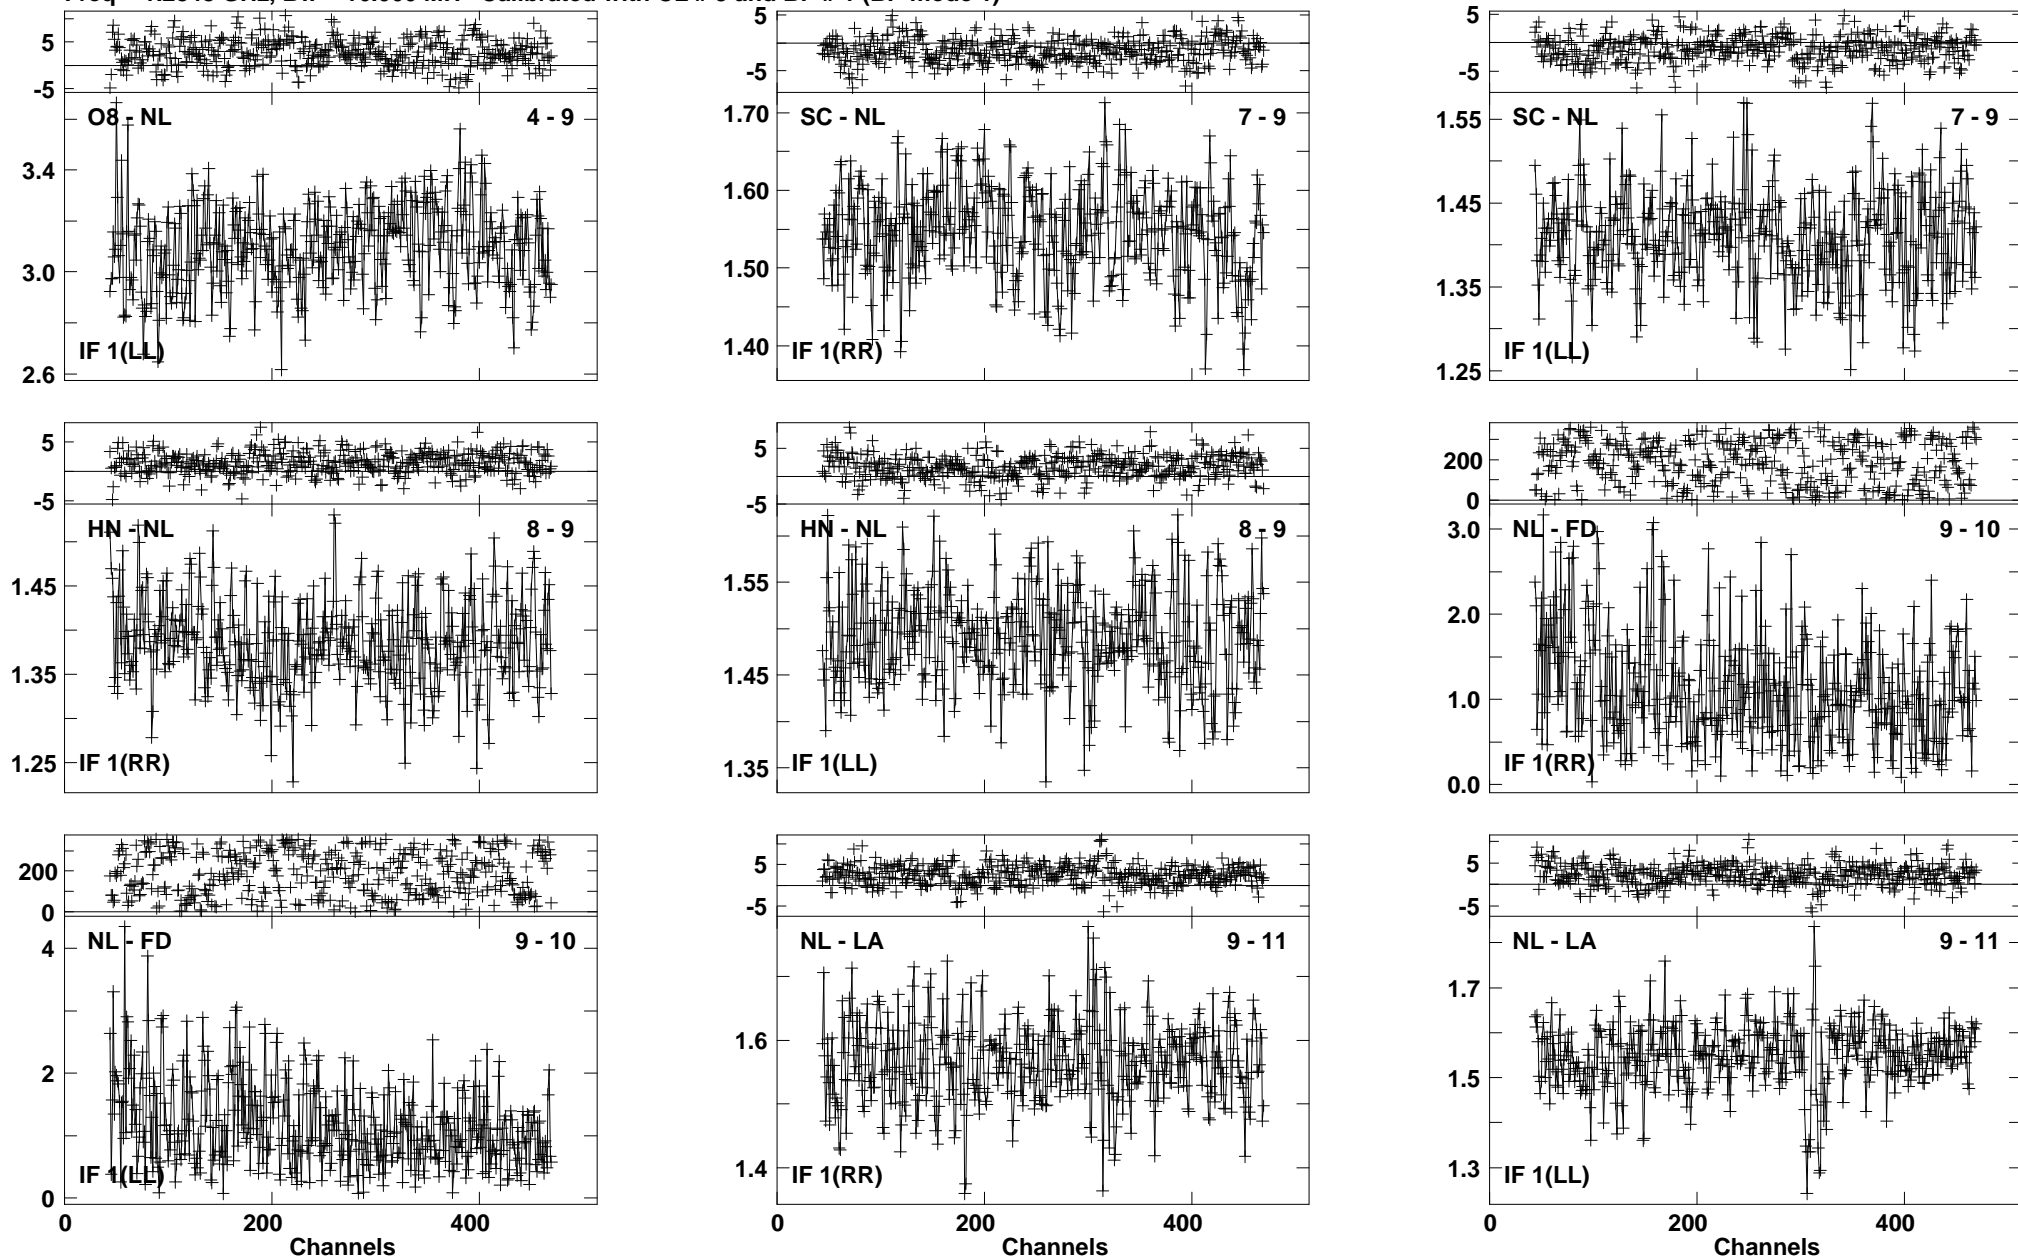 5
-5
O8 - NL 4 - 9
3.4
3.0
2.6
IF 1(LL)
5
-5
SC - NL 7 - 9
1.70
1.60
1.50
1.40
IF 1(RR)
5
-5
SC - NL 7 - 9
1.55
1.45
1.35
1.25
IF 1(LL)
5
-5
HN - NL 8 - 9
1.45
1.35
1.25
IF 1(RR)
5
-5
HN - NL 8 - 9
1.55
1.45
1.35
IF 1(LL)
200
0
NL - FD 9 - 10
3.0
2.0
1.0
0.0
IF 1(RR)
200
0
NL - FD 9 - 10
4
2
0
IF 1(LL)
0 200 400
Channels
5
-5
NL - LA 9 - 11
1.6
1.4
IF 1(RR)
0 200 400
Channels
5
-5
NL - LA 9 - 11
1.7
1.5
1.3
IF 1(LL)
0 200 400
Channels